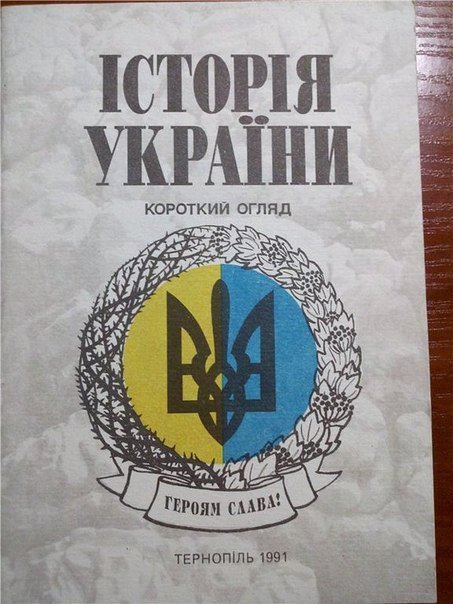 ІСТОРІЯ
УКРАЇНИ
КОРОТКИЙ ОГЛЯД
ГЕРОЯМ СЛАВА!
ТЕРНОПІЛЬ 1991